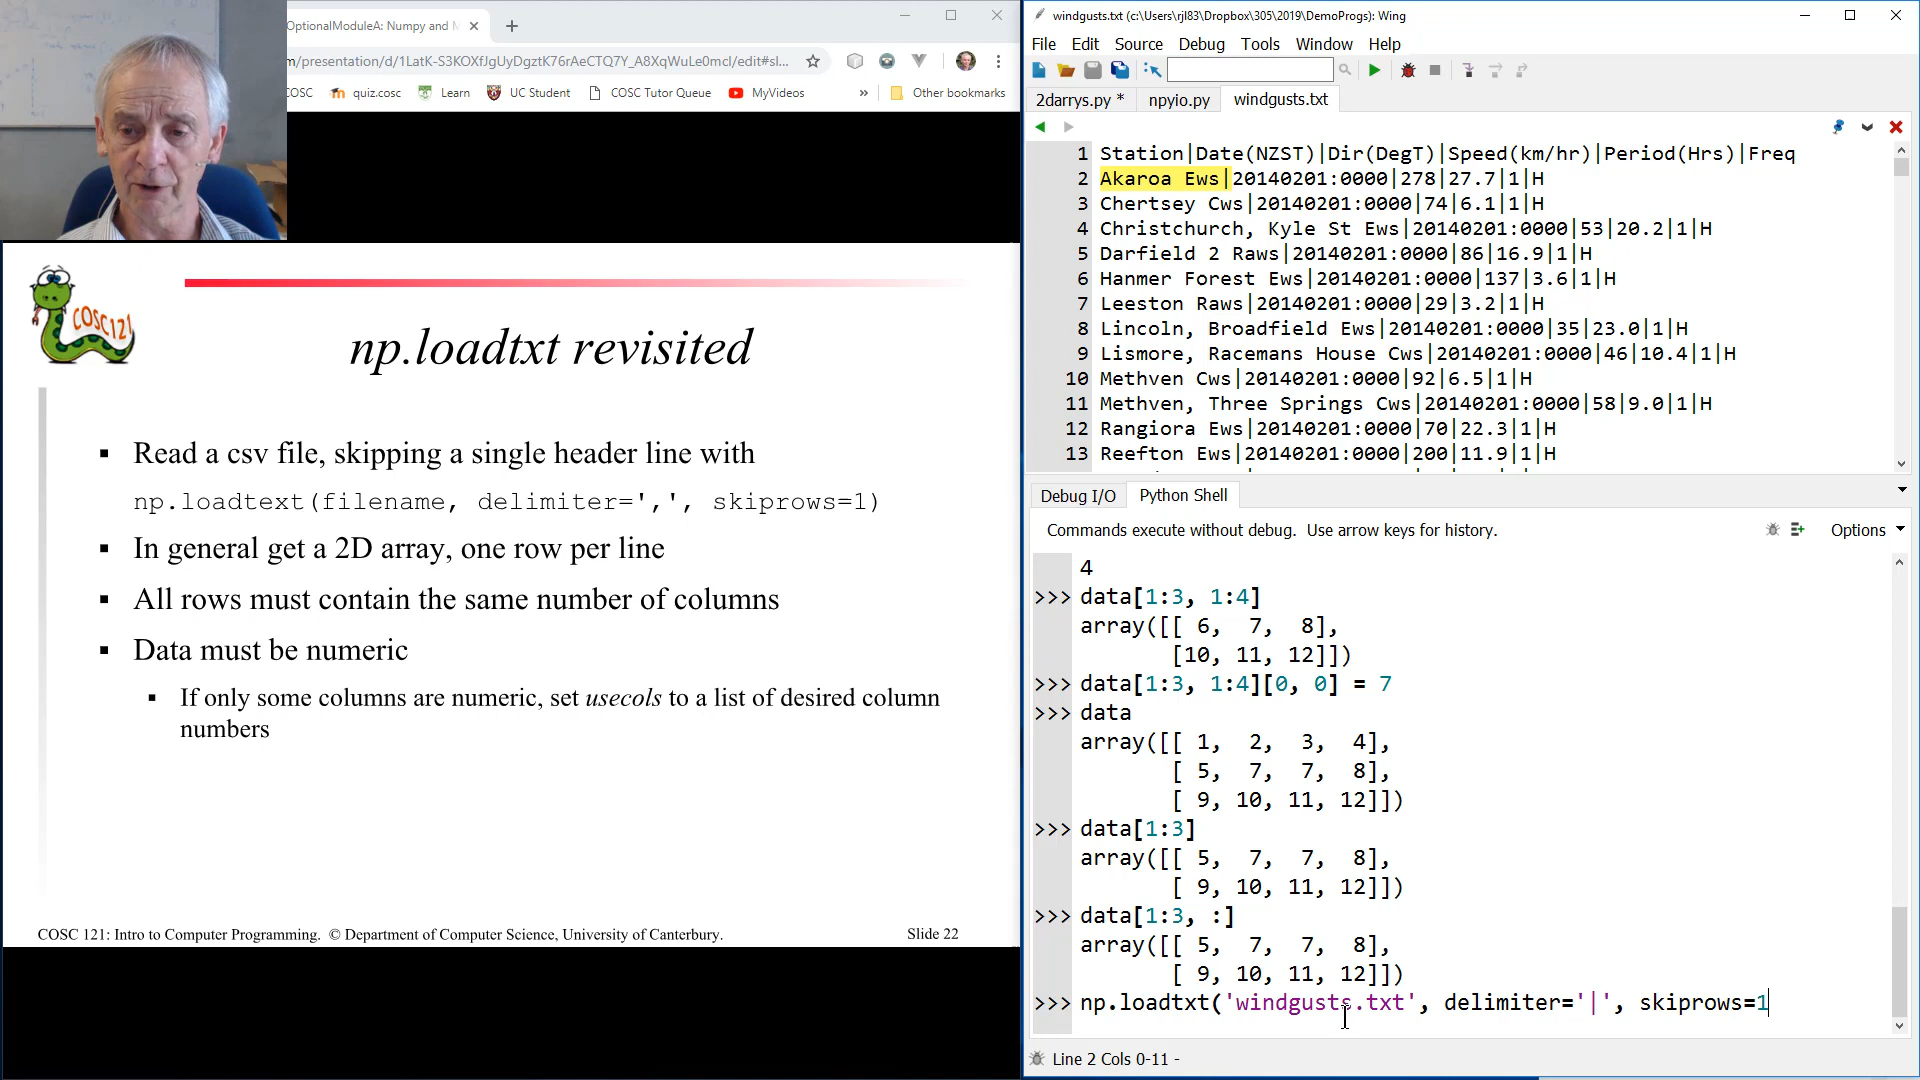 OptionalModuleA: Numpy and M
m/presentation/d/1LatK-S3KOXfJgUyDgztK76rAeCTQ7Y_A8XqWuLe0mcI/edit#sl...
COSC quiz.cosc Learn UC Student COSC Tutor Queue MyVideos » Other bookmarks
COSC121
np.loadtxt revisited
▪ Read a csv file, skipping a single header line with
np.loadtext(filename, delimiter=',', skiprows=1)
▪ In general get a 2D array, one row per line
▪ All rows must contain the same number of columns
▪ Data must be numeric
▪ If only some columns are numeric, set usecols to a list of desired column
numbers
COSC 121: Intro to Computer Programming. © Department of Computer Science, University of Canterbury.
Slide 22
windgusts.txt (c:\Users\rjl83\Dropbox\305\2019\DemoProgs): Wing
File Edit Source Debug Tools Window Help
2darrys.py * npyio.py windgusts.txt
1 Station|Date(NZST)|Dir(DegT)|Speed(km/hr)|Period(Hrs)|Freq
2 Akaroa Ews|20140201:0000|278|27.7|1|H
3 Chertsey Cws|20140201:0000|74|6.1|1|H
4 Christchurch, Kyle St Ews|20140201:0000|53|20.2|1|H
5 Darfield 2 Raws|20140201:0000|86|16.9|1|H
6 Hanmer Forest Ews|20140201:0000|137|3.6|1|H
7 Leeston Raws|20140201:0000|29|3.2|1|H
8 Lincoln, Broadfield Ews|20140201:0000|35|23.0|1|H
9 Lismore, Racemans House Cws|20140201:0000|46|10.4|1|H
10 Methven Cws|20140201:0000|92|6.5|1|H
11 Methven, Three Springs Cws|20140201:0000|58|9.0|1|H
12 Rangiora Ews|20140201:0000|70|22.3|1|H
13 Reefton Ews|20140201:0000|200|11.9|1|H
Debug I/O Python Shell
Commands execute without debug. Use arrow keys for history.
Options
4
>>> data[1:3, 1:4]
array([[ 6, 7, 8],
[10, 11, 12]])
>>> data[1:3, 1:4][0, 0] = 7
>>> data
array([[ 1, 2, 3, 4],
[ 5, 7, 7, 8],
[ 9, 10, 11, 12]])
>>> data[1:3]
array([[ 5, 7, 7, 8],
[ 9, 10, 11, 12]])
>>> data[1:3, :]
array([[ 5, 7, 7, 8],
[ 9, 10, 11, 12]])
>>> np.loadtxt('windgusts.txt', delimiter='|', skiprows=1
Line 2 Cols 0-11 -